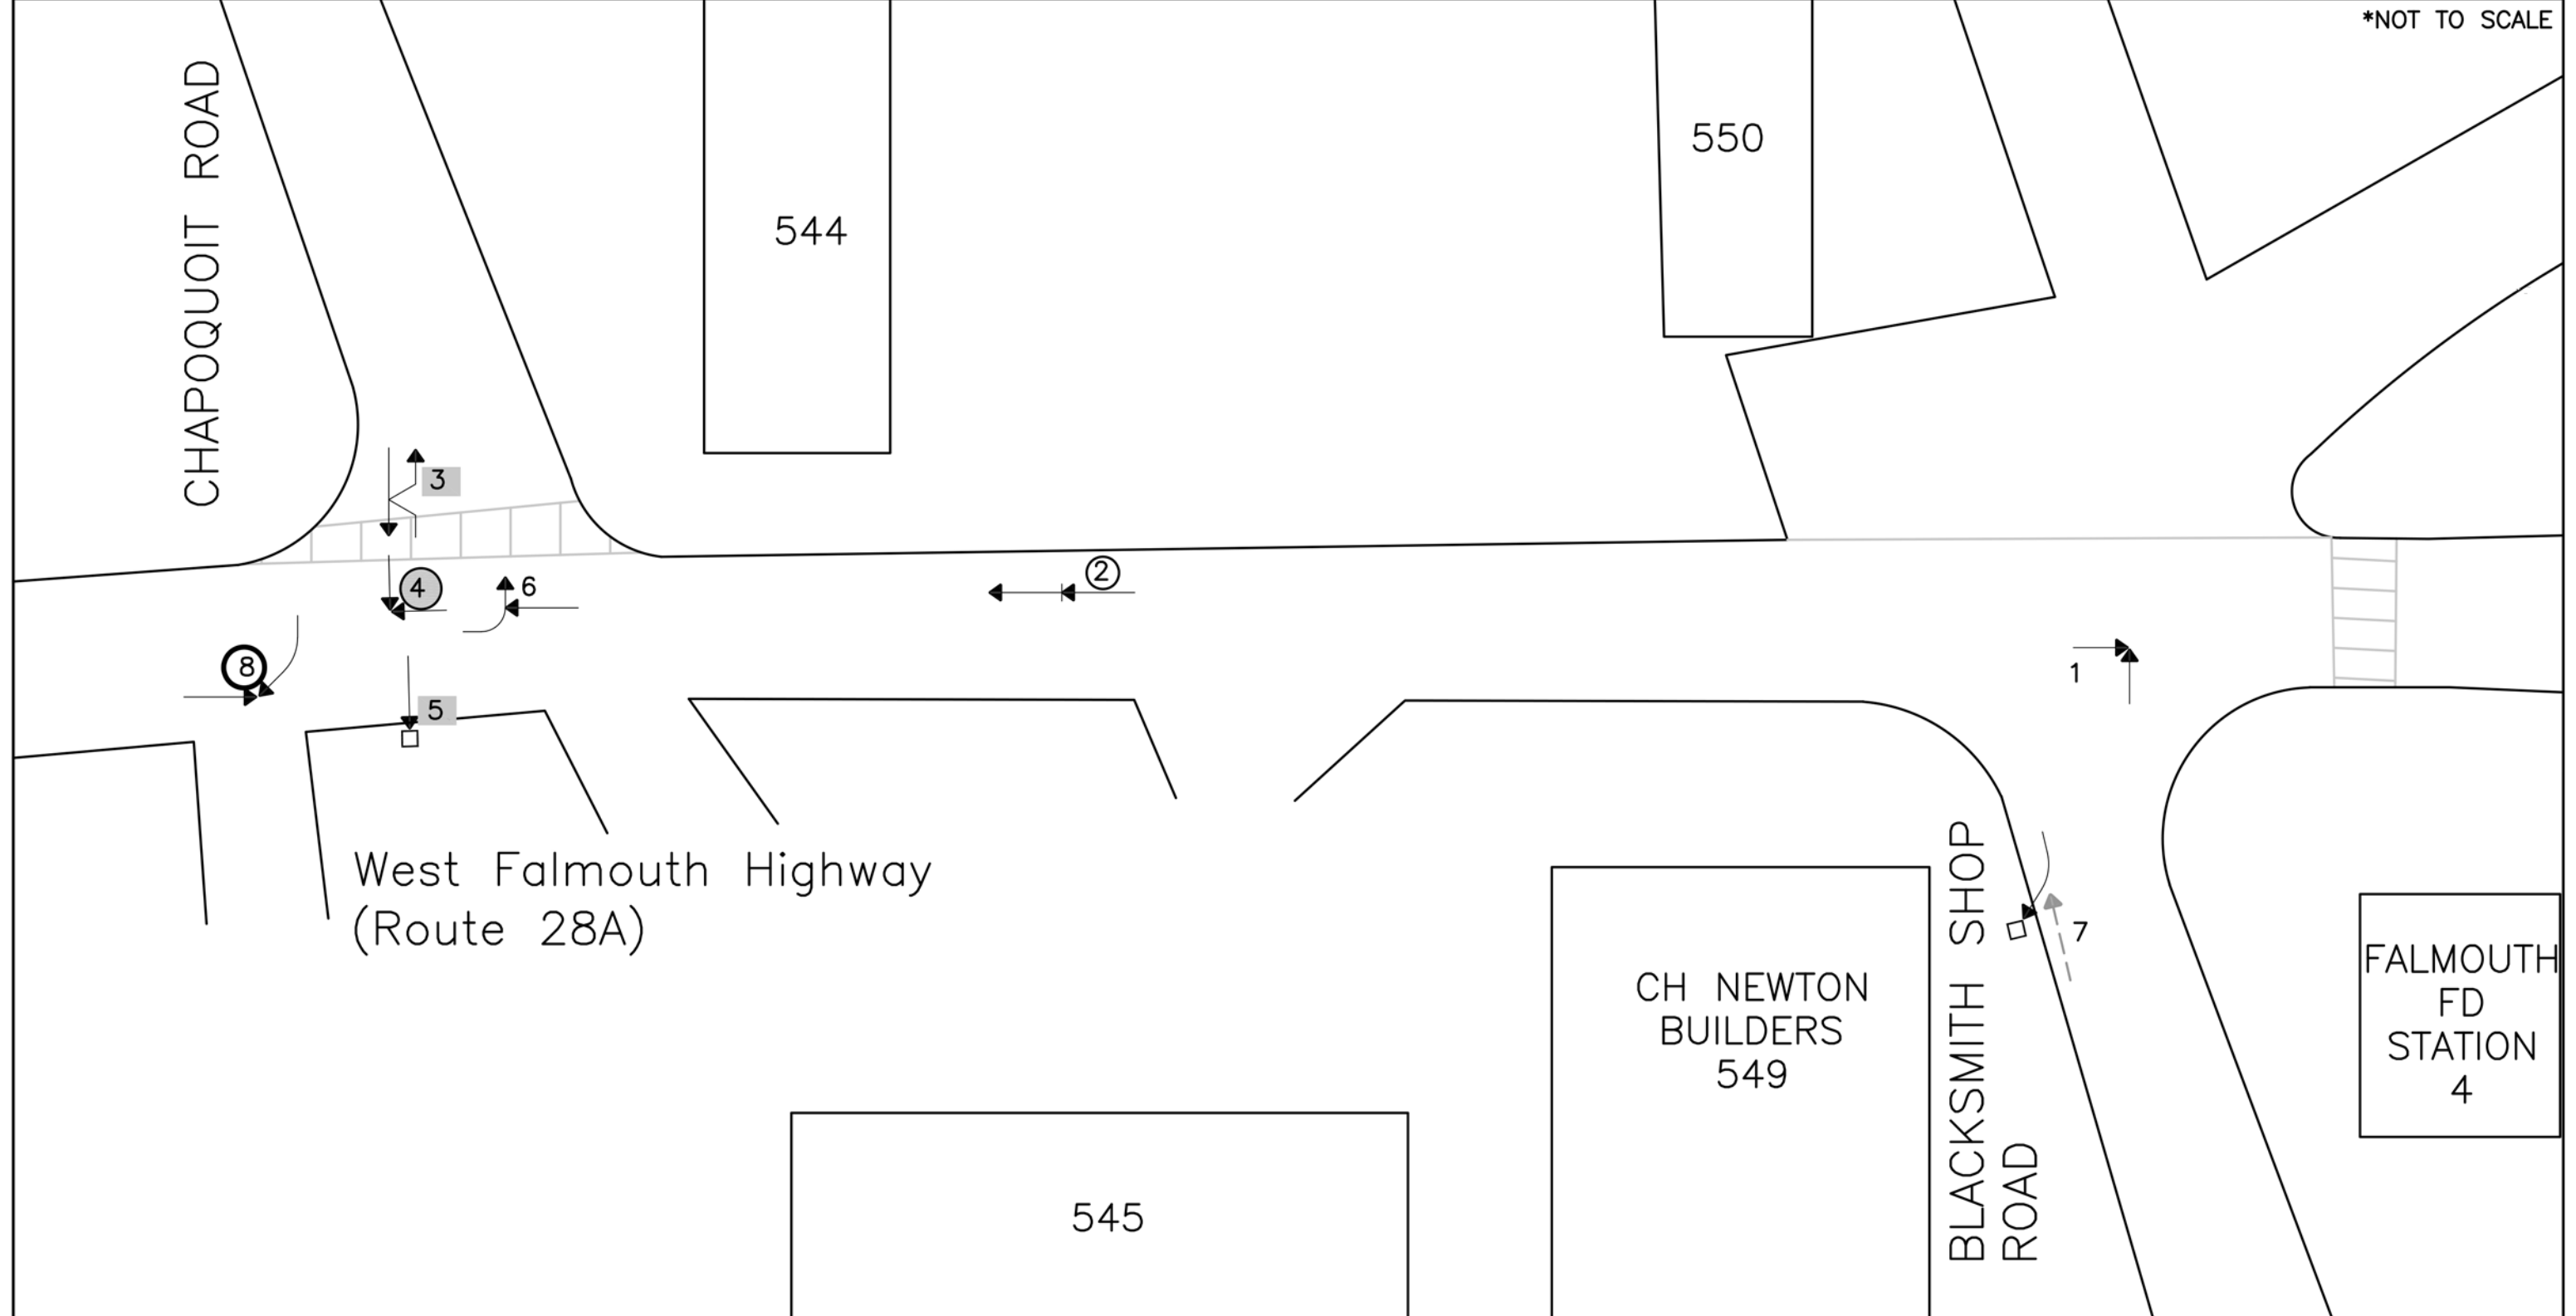 *NOT TO SCALE
CHAPOQUOIT ROAD
544
550
3
4
6
2
8
5
1
West Falmouth Highway
(Route 28A)
BLACKSMITH SHOP
ROAD
7
CH NEWTON
BUILDERS
549
FALMOUTH
FD
STATION
4
545